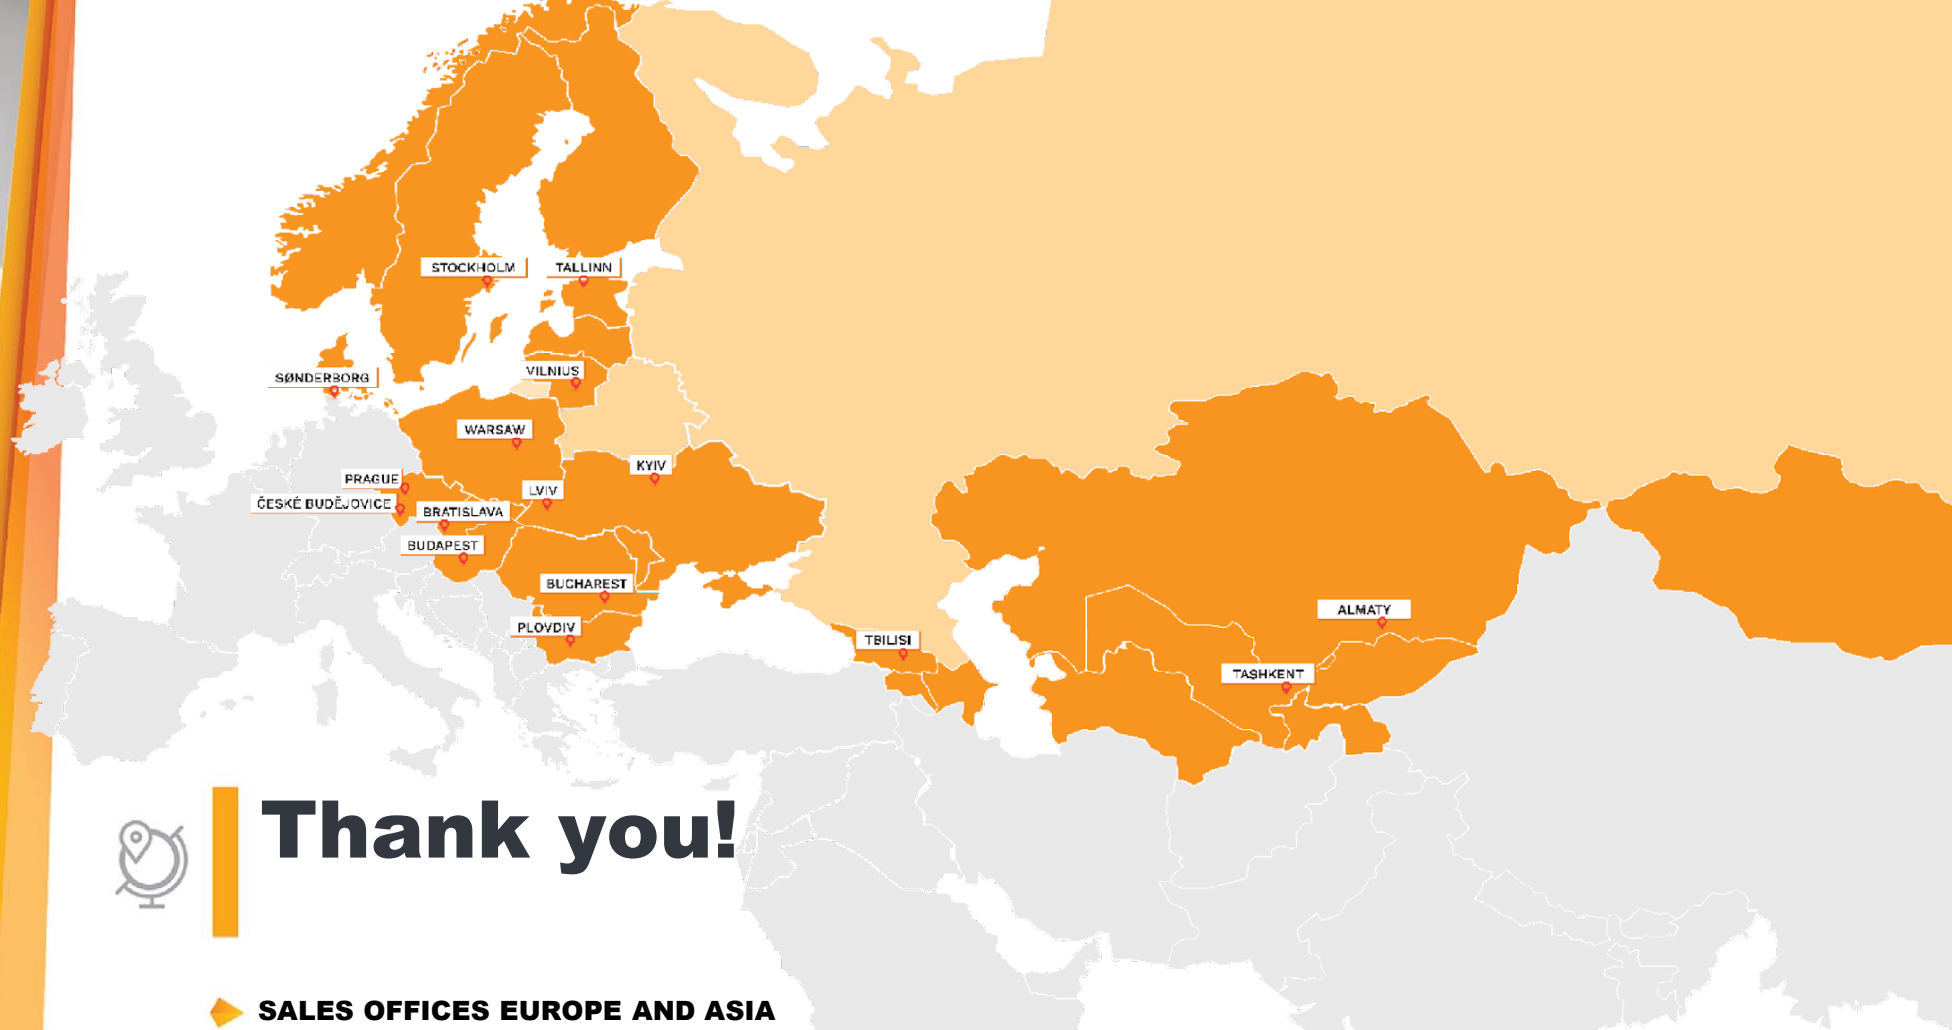 STOCKHOLM
TALLINN
SØNDERBORG
VILNIUS
WARSAW
KYIV
PRAGUE
LVIV
ČESKÉ BUDĚJOVICE
BRATISLAVA
BUDAPEST
BUCHAREST
PLOVDIV
TBILISI
ALMATY
TASHKENT
Thank you!
SALES OFFICES EUROPE AND ASIA